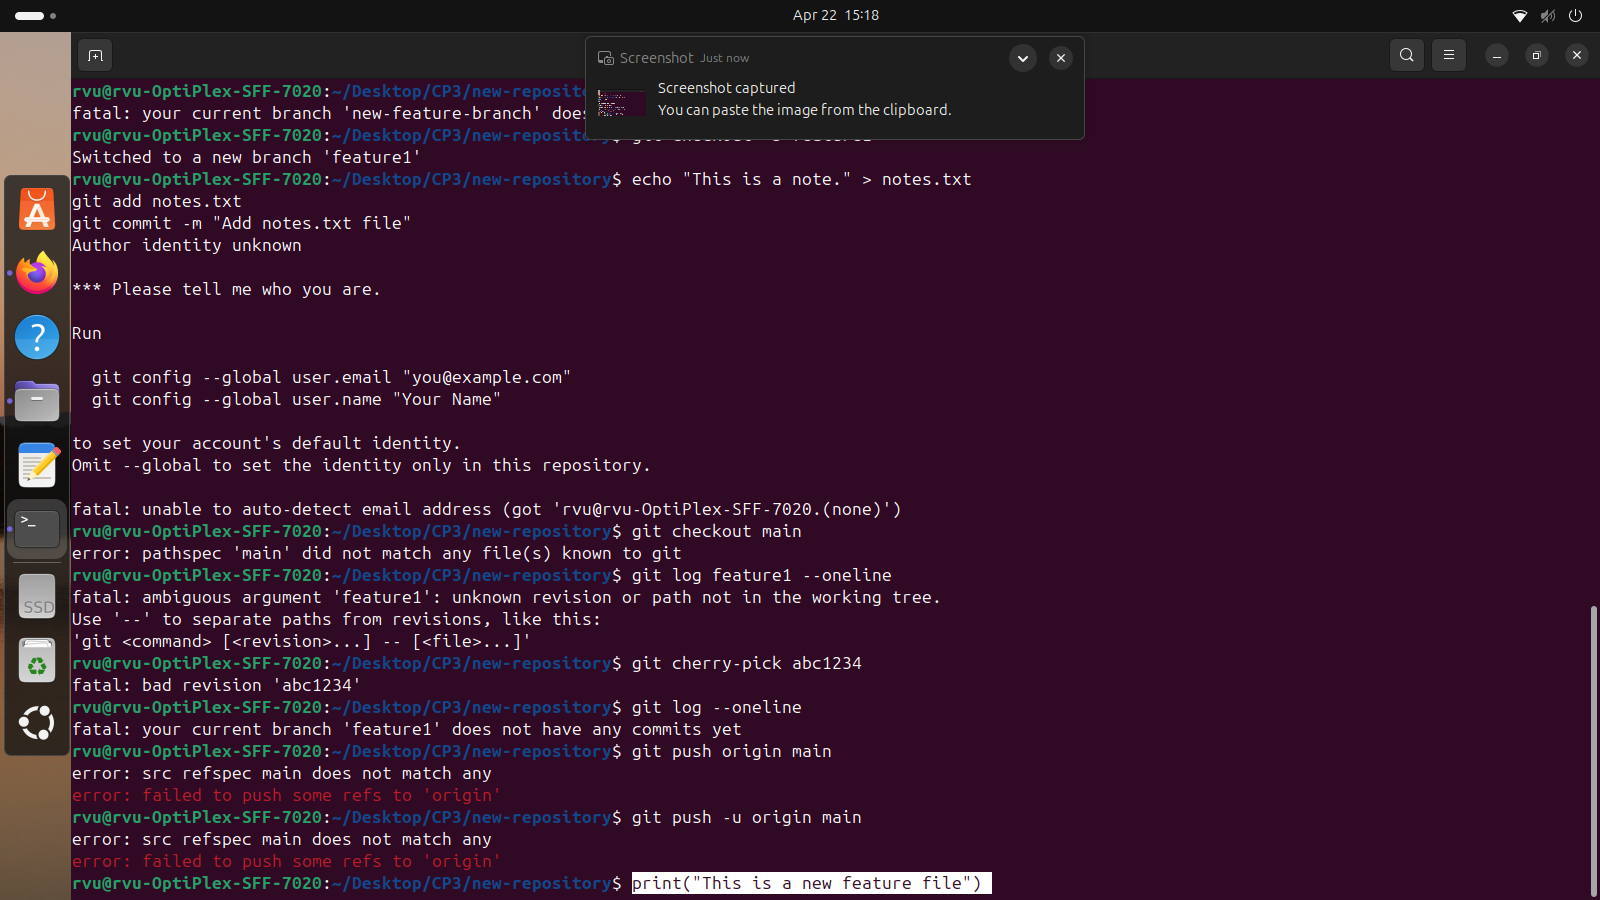 Apr 22 15:18
Screenshot Just now
Screenshot captured
You can paste the image from the clipboard.
rvu@rvu-OptiPlex-SFF-7020:~/Desktop/CP3/new-reposito
fatal: your current branch 'new-feature-branch' does
rvu@rvu-OptiPlex-SFF-7020:~/Desktop/CP3/new-reposito
Switched to a new branch 'feature1'
rvu@rvu-OptiPlex-SFF-7020:~/Desktop/CP3/new-repository$ echo "This is a note." > notes.txt
git add notes.txt
git commit -m "Add notes.txt file"
Author identity unknown
*** Please tell me who you are.
Run
git config --global user.email "you@example.com"
git config --global user.name "Your Name"
to set your account's default identity.
Omit --global to set the identity only in this repository.
fatal: unable to auto-detect email address (got 'rvu@rvu-OptiPlex-SFF-7020.(none)')
rvu@rvu-OptiPlex-SFF-7020:~/Desktop/CP3/new-repository$ git checkout main
error: pathspec 'main' did not match any file(s) known to git
rvu@rvu-OptiPlex-SFF-7020:~/Desktop/CP3/new-repository$ git log feature1 --oneline
fatal: ambiguous argument 'feature1': unknown revision or path not in the working tree.
Use '--' to separate paths from revisions, like this:
'git <command> [<revision>...] -- [<file>...]'
rvu@rvu-OptiPlex-SFF-7020:~/Desktop/CP3/new-repository$ git cherry-pick abc1234
fatal: bad revision 'abc1234'
rvu@rvu-OptiPlex-SFF-7020:~/Desktop/CP3/new-repository$ git log --oneline
fatal: your current branch 'feature1' does not have any commits yet
rvu@rvu-OptiPlex-SFF-7020:~/Desktop/CP3/new-repository$ git push origin main
error: src refspec main does not match any
error: failed to push some refs to 'origin'
rvu@rvu-OptiPlex-SFF-7020:~/Desktop/CP3/new-repository$ git push -u origin main
error: src refspec main does not match any
error: failed to push some refs to 'origin'
rvu@rvu-OptiPlex-SFF-7020:~/Desktop/CP3/new-repository$ print("This is a new feature file")
SSD